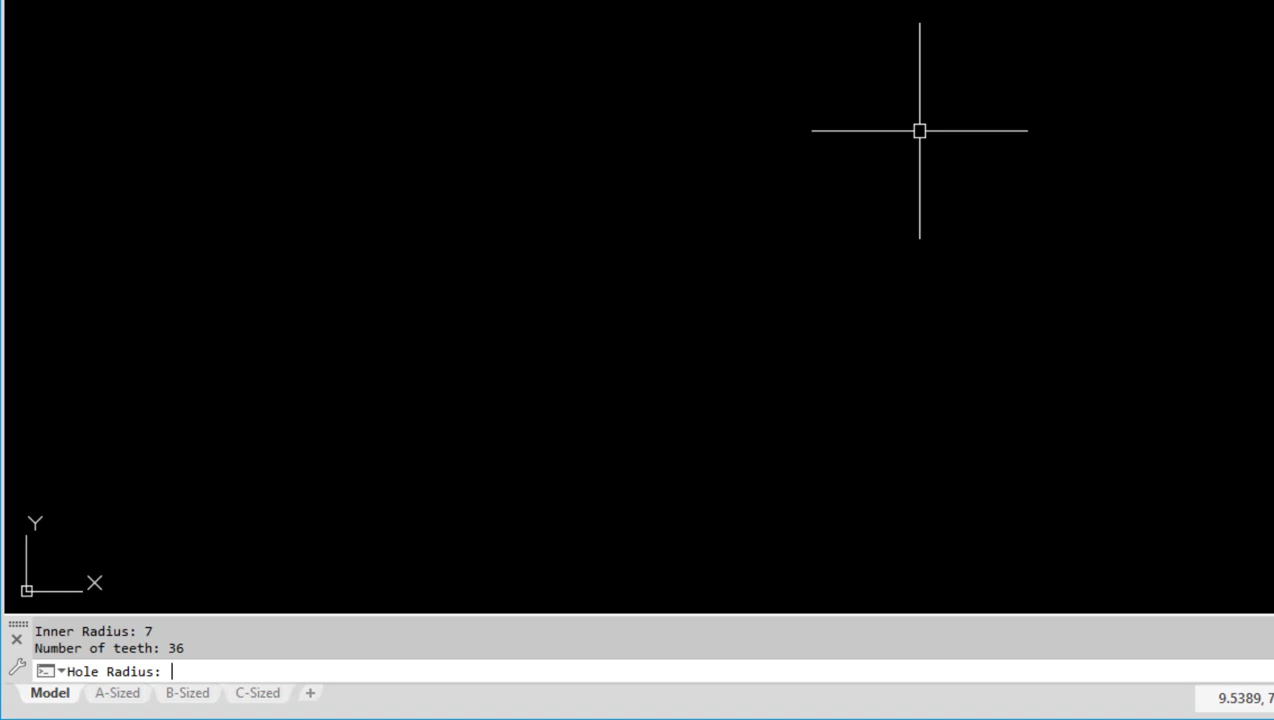 Y
X
Inner Radius: 7
Number of teeth: 36
Hole Radius:
Model A-Sized B-Sized C-Sized +
9.5389, 7